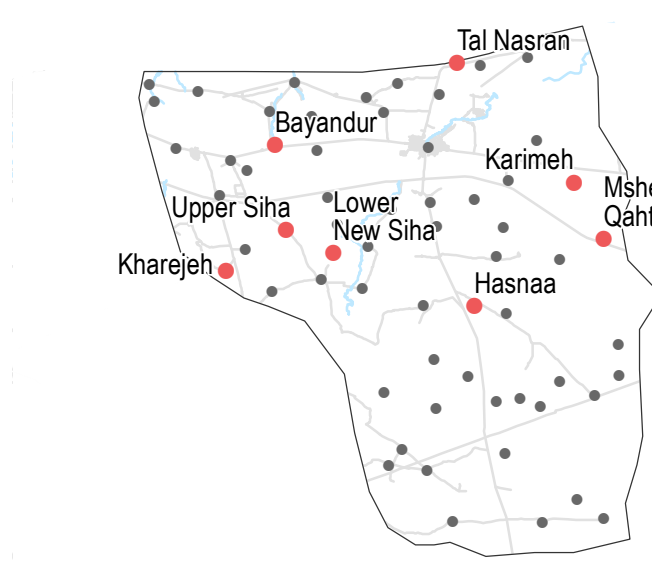 Tal Nasran
Bayandur
Karimeh
Upper Siha
Lower
New Siha
Kharejeh
Hasnaa